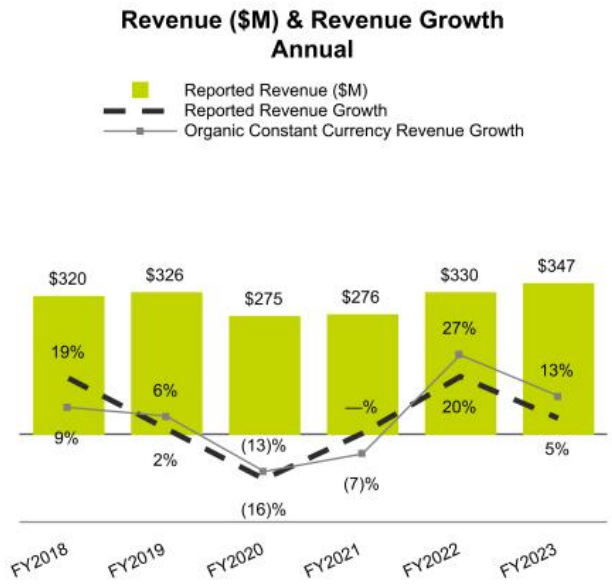 Revenue ($M) & Revenue Growth
Annual
Reported Revenue ($M)
Reported Revenue Growth
Organic Constant Currency Revenue Growth
$320
$326
$275
$276
$330
$347
19%
6%
—%
27%
13%
9%
2%
(13)%
(7)%
20%
5%
(16)%
FY2018
FY2019
FY2020
FY2021
FY2022
FY2023